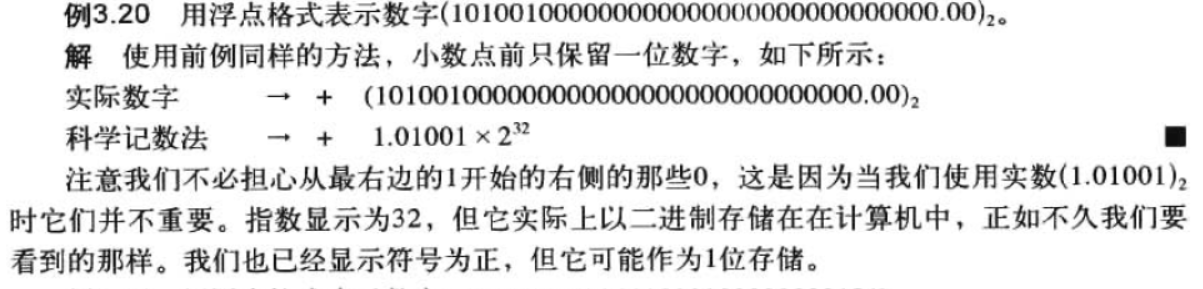 例3.20 用浮点格式表示数字(101001000000000000000000000000000.00)₂。
解 使用前例同样的方法，小数点前只保留一位数字，如下所示：
实际数字 → + (101001000000000000000000000000000.00)₂
科学记数法 → + 1.01001 × 2³² ■
注意我们不必担心从最右边的1开始的右侧的那些0，这是因为当我们使用实数(1.01001)₂
时它们并不重要。指数显示为32，但它实际上以二进制存储在在计算机中，正如不久我们要
看到的那样。我们也已经显示符号为正，但它可能作为1位存储。